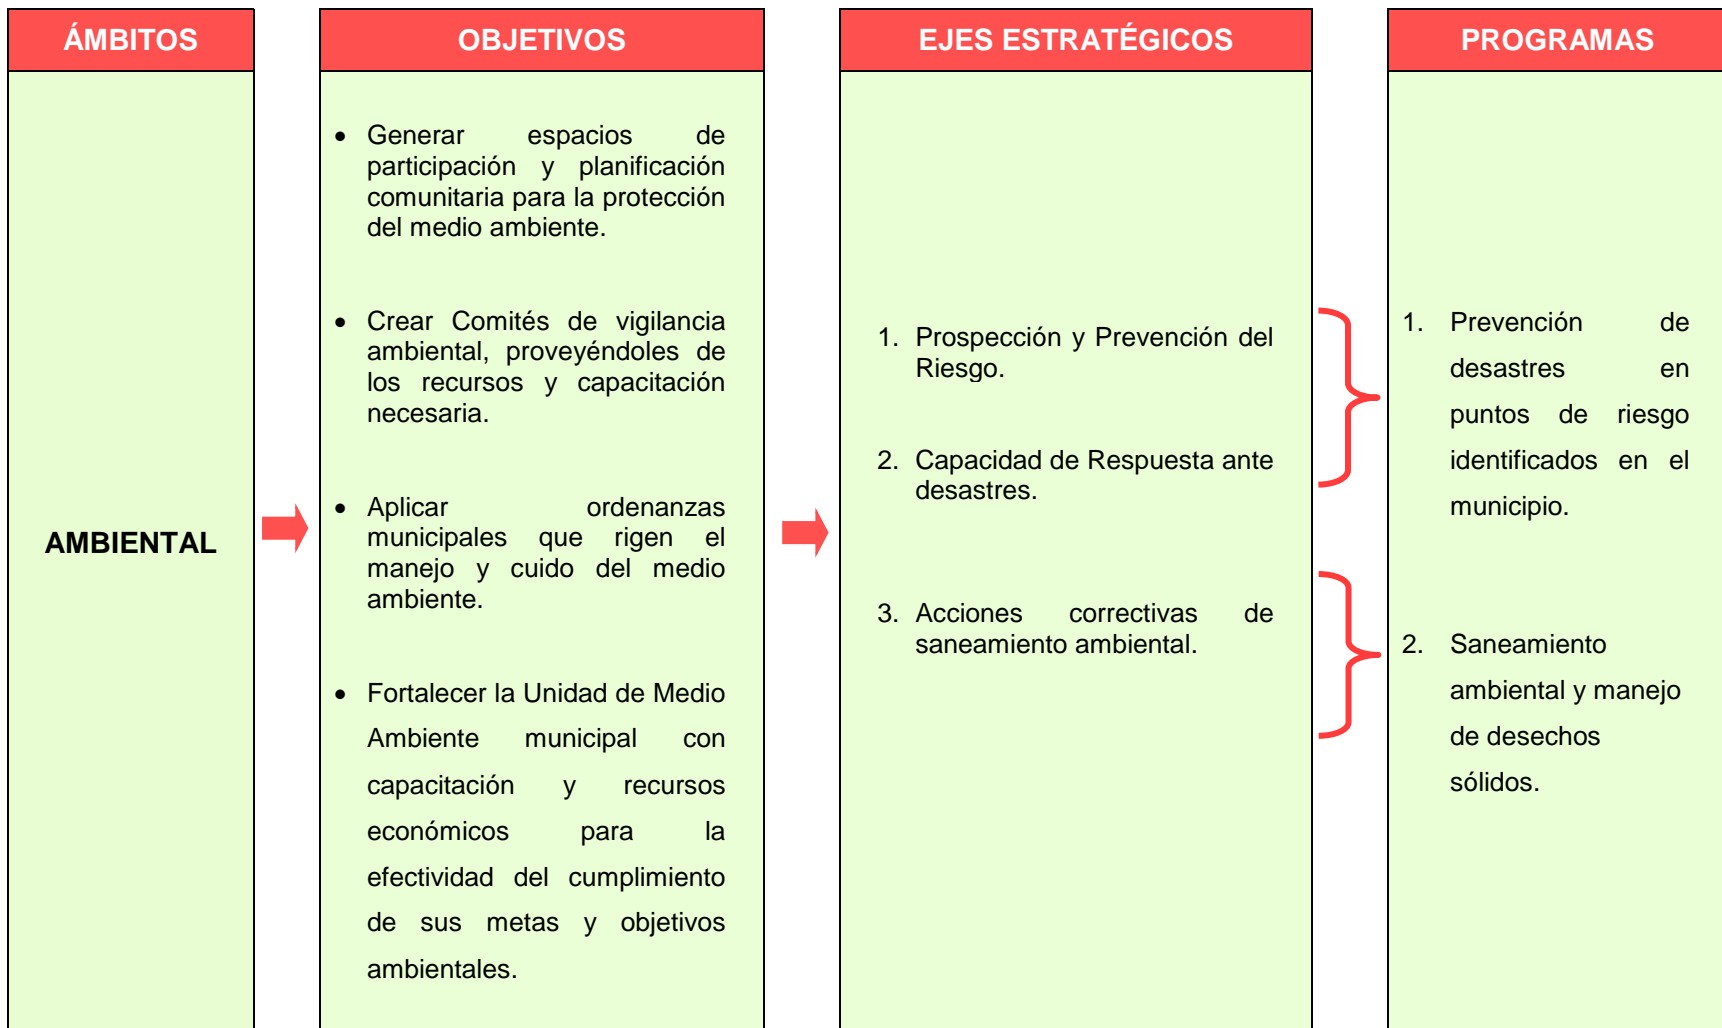 ÁMBITOS
AMBIENTAL
OBJETIVOS
• Generar espacios de
participación y planificación
comunitaria para la protección
del medio ambiente.
• Crear Comités de vigilancia
ambiental, proveyéndoles de
los recursos y capacitación
necesaria.
• Aplicar ordenanzas
municipales que rigen el
manejo y cuido del medio
ambiente.
• Fortalecer la Unidad de Medio
Ambiente municipal con
capacitación y recursos
económicos para la
efectividad del cumplimiento
de sus metas y objetivos
ambientales.
EJES ESTRATÉGICOS
1. Prospección y Prevención del
Riesgo.
2. Capacidad de Respuesta ante
desastres.
3. Acciones correctivas de
saneamiento ambiental.
PROGRAMAS
1. Prevención de
desastres en
puntos de riesgo
identificados en el
municipio.
2. Saneamiento
ambiental y manejo
de desechos
sólidos.